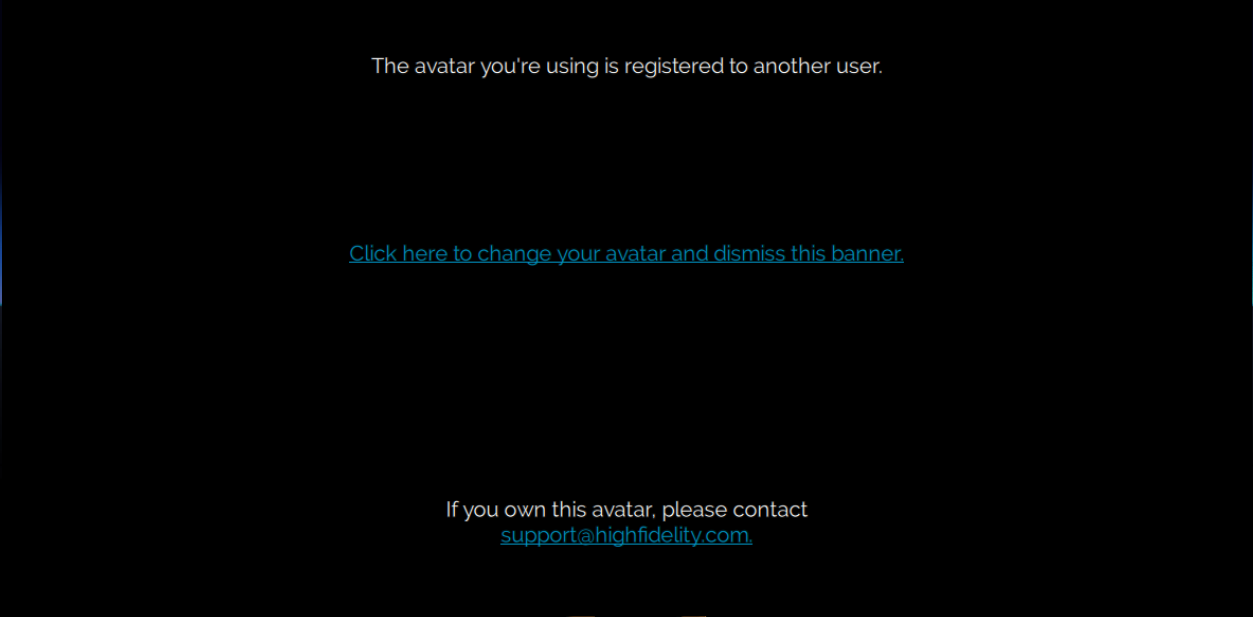 The avatar you're using is registered to another user.
Click here to change your avatar and dismiss this banner.
If you own this avatar, please contact
support@highfidelity.com.